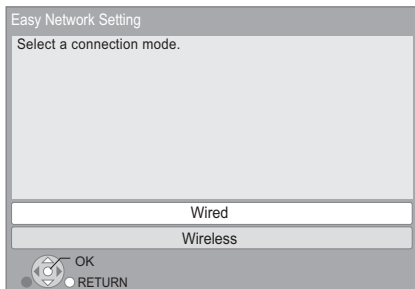 Easy Network Setting
Select a connection mode.
Wired
Wireless
OK
RETURN